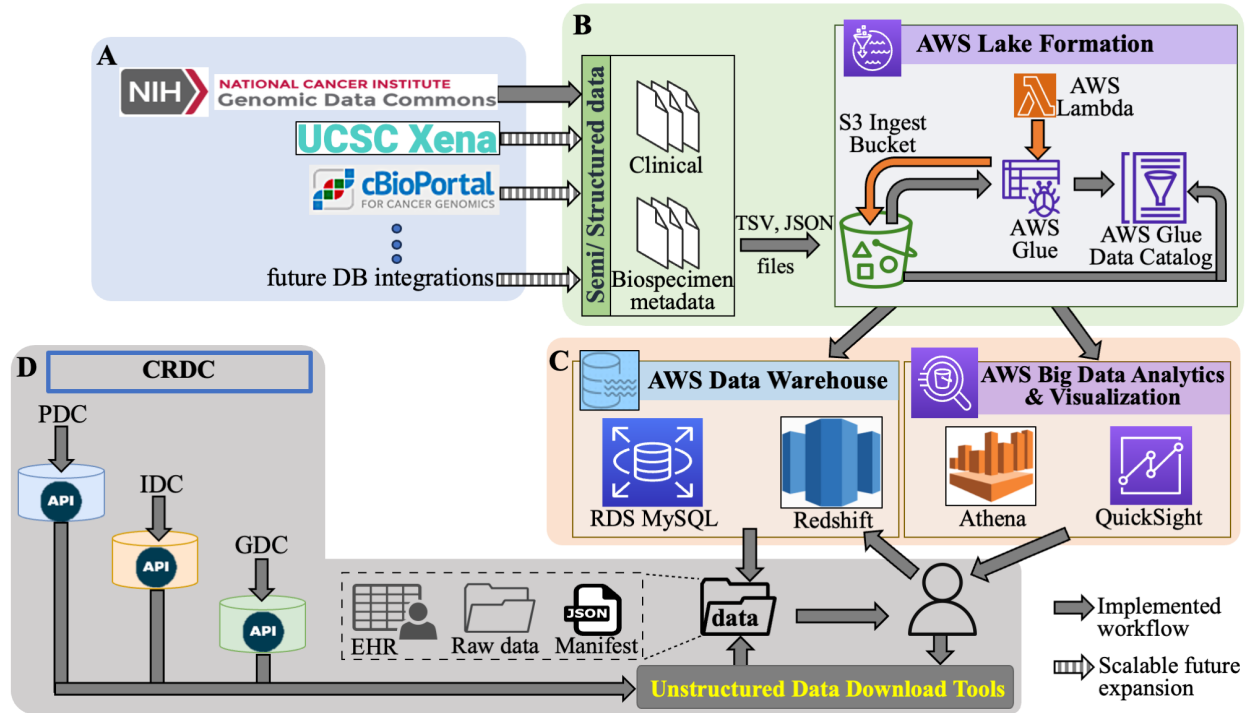 A
NIH
NATIONAL CANCER INSTITUTE
Genomic Data Commons
UCSC Xena
cBioPortal
FOR CANCER GENOMICS
future DB integrations
B
Semi/ Structured data
Clinical
Biospecimen
metadata
TSV, JSON
files
AWS Lake Formation
AWS
Lambda
S3 Ingest
Bucket
AWS
Glue
AWS Glue
Data Catalog
C
AWS Data Warehouse
RDS MySQL
Redshift
AWS Big Data Analytics
& Visualization
Athena
QuickSight
D
CRDC
PDC
API
IDC
API
GDC
API
EHR
Raw data
JSON
Manifest
data
Unstructured Data Download Tools
Implemented
workflow
Scalable future
expansion